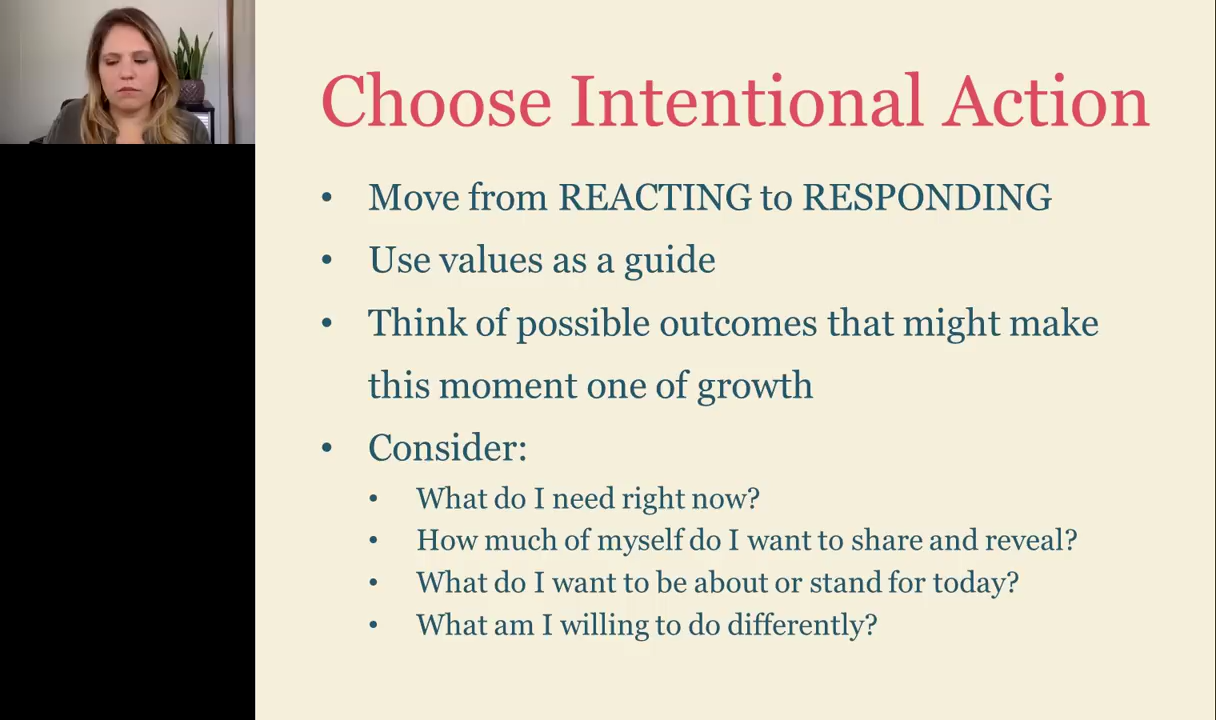 Choose Intentional Action
• Move from REACTING to RESPONDING
• Use values as a guide
• Think of possible outcomes that might make
this moment one of growth
• Consider:
• What do I need right now?
• How much of myself do I want to share and reveal?
• What do I want to be about or stand for today?
• What am I willing to do differently?